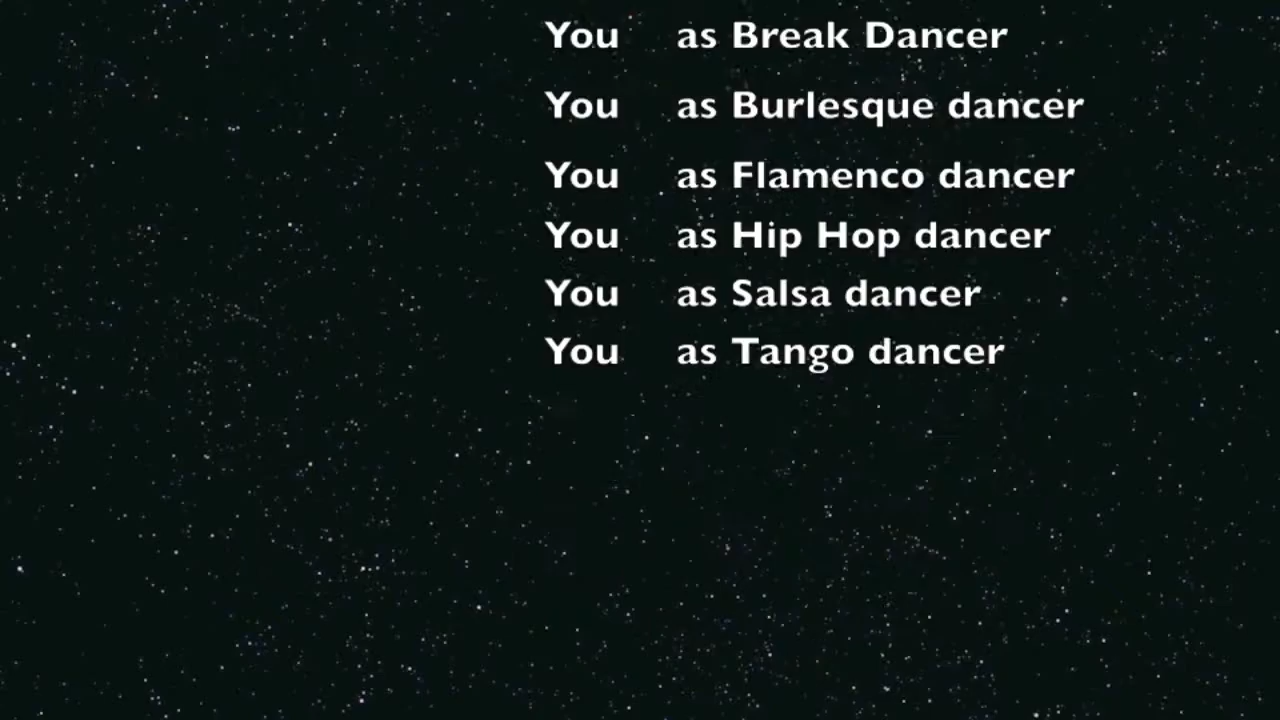 You as Break Dancer
You as Burlesque dancer
You as Flamenco dancer
You as Hip Hop dancer
You as Salsa dancer
You as Tango dancer